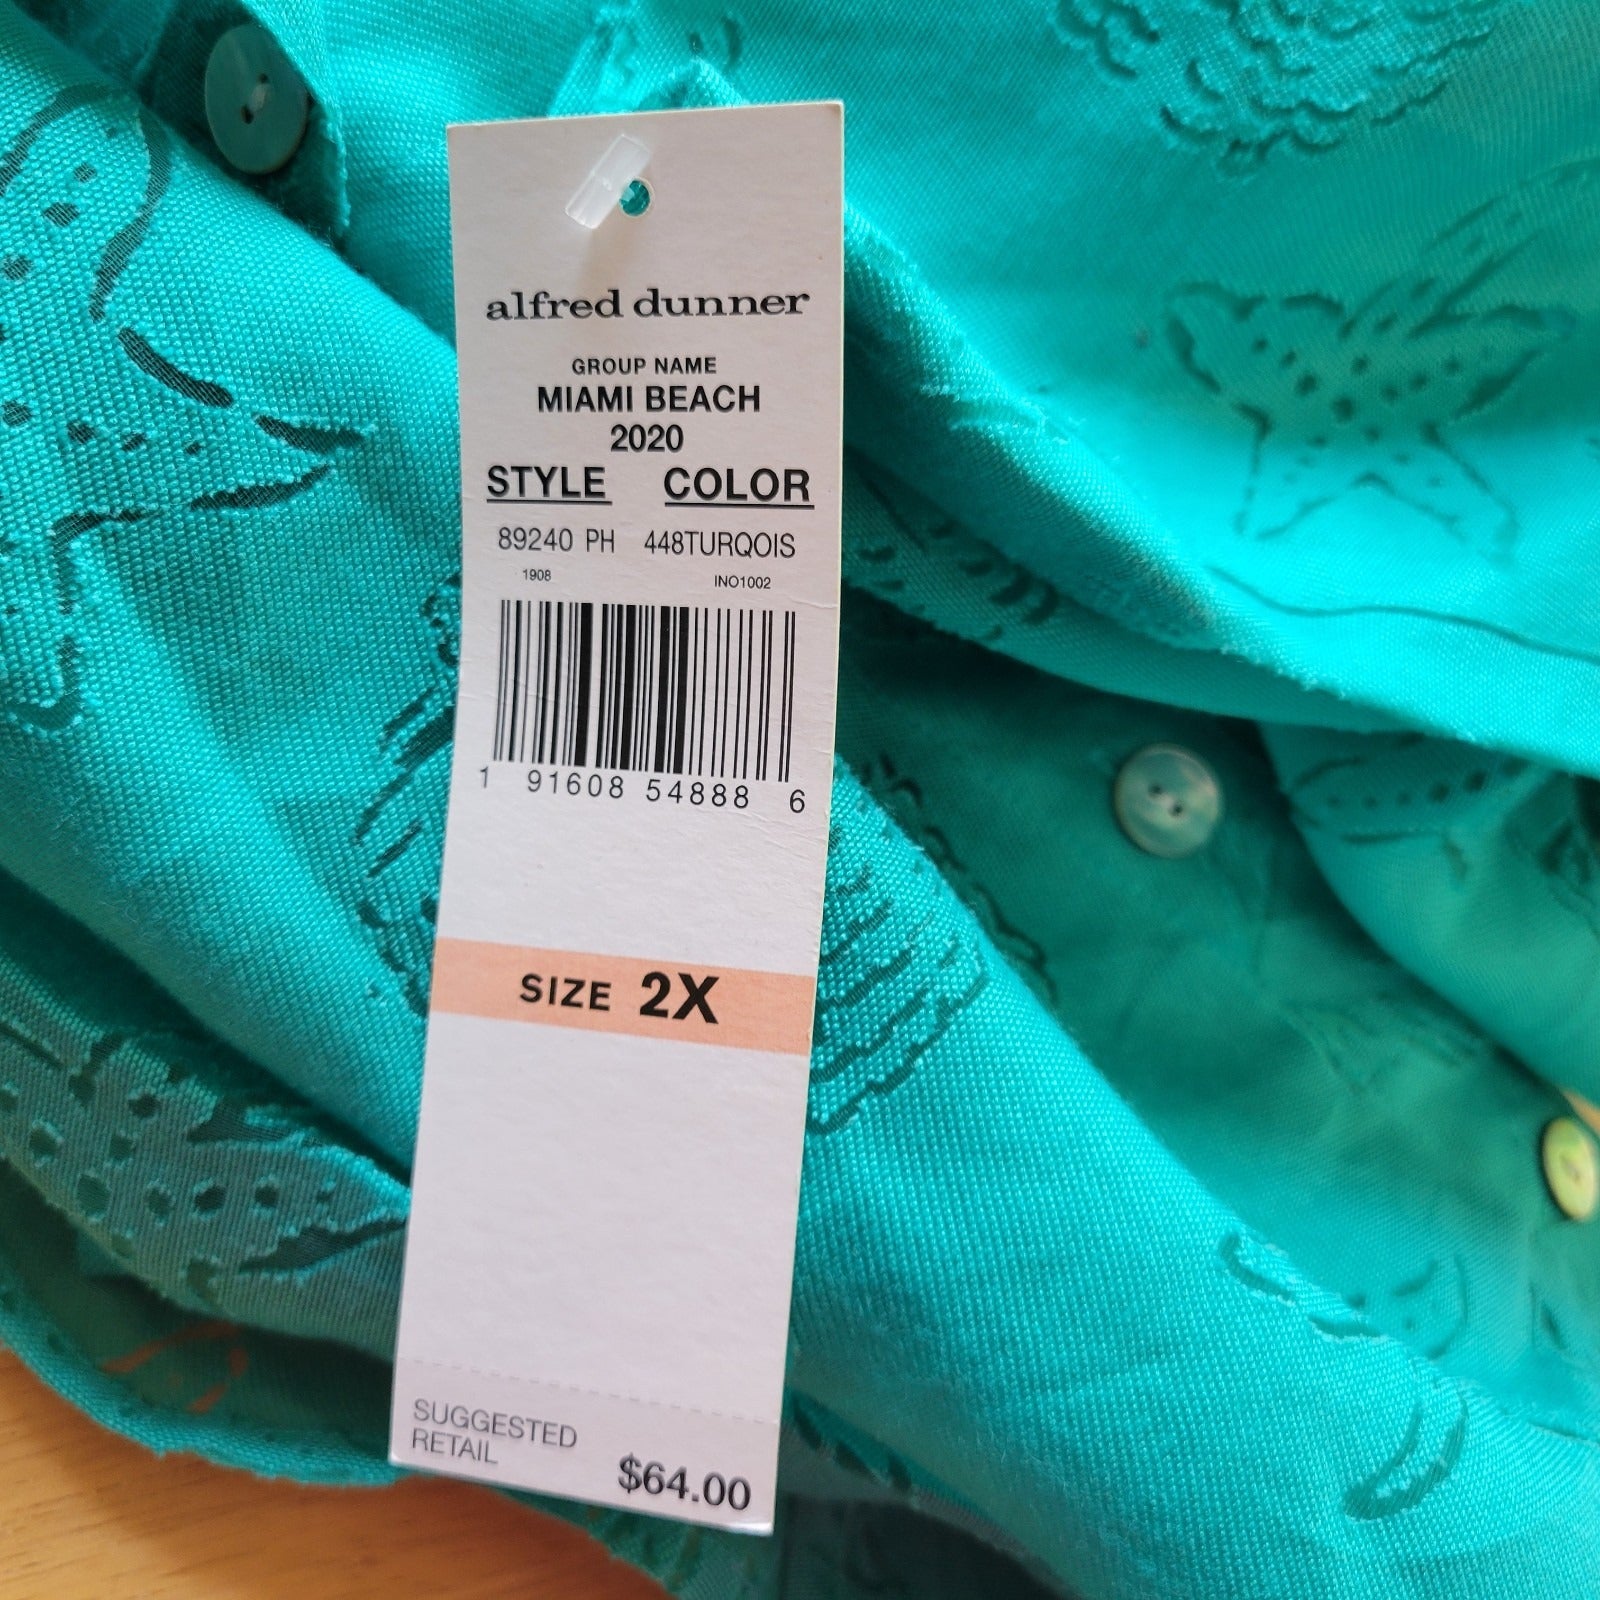 alfred dunner
GROUP NAME
MIAMI BEACH
2020
STYLE COLOR
89240 PH 448TURQOIS
1908 INO1002
1 91608 54888 6
SIZE 2X
SUGGESTED
RETAIL
$64.00